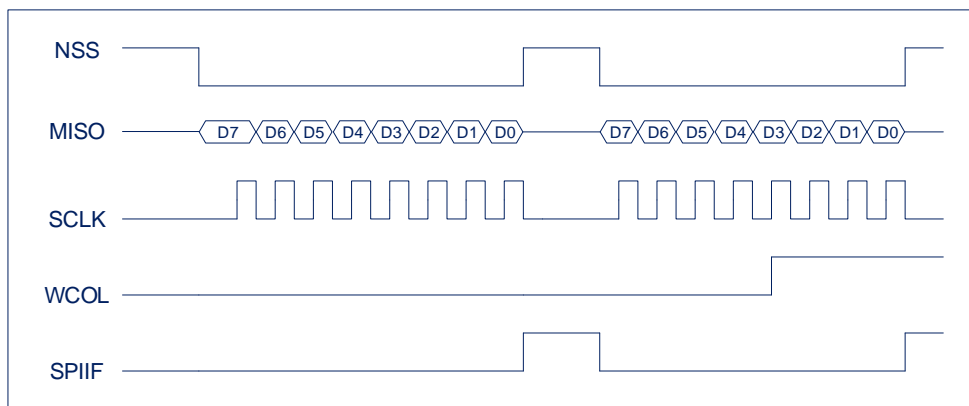 NSS
MISO D7 D6 D5 D4 D3 D2 D1 D0 D7 D6 D5 D4 D3 D2 D1 D0
SCLK
WCOL
SPIIF